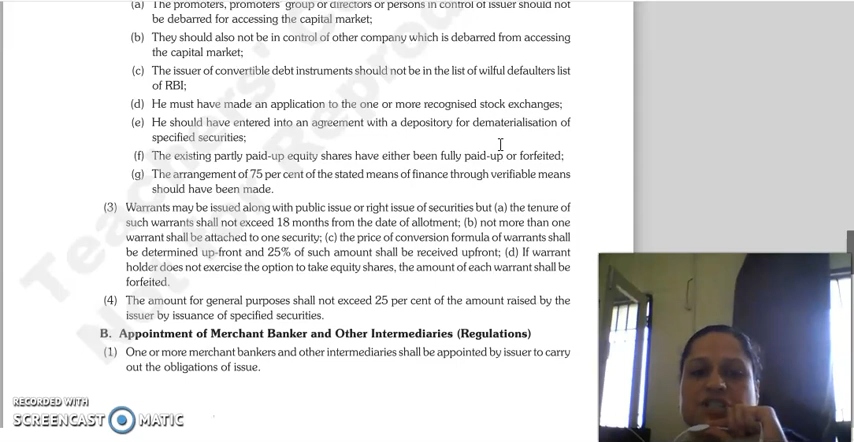 (a) The promoters, promoters' group or directors or persons in control of issuer should not
be debarred for accessing the capital market;
(b) They should also not be in control of other company which is debarred from accessing
the capital market;
(c) The issuer of convertible debt instruments should not be in the list of wilful defaulters list
of RBI;
(d) He must have made an application to the one or more recognised stock exchanges;
(e) He should have entered into an agreement with a depository for dematerialisation of
specified securities;
(f) The existing partly paid-up equity shares have either been fully paid-up or forfeited;
(g) The arrangement of 75 per cent of the stated means of finance through verifiable means
should have been made.
(3) Warrants may be issued along with public issue or right issue of securities but (a) the tenure of
such warrants shall not exceed 18 months from the date of allotment; (b) not more than one
warrant shall be attached to one security; (c) the price of conversion formula of warrants shall
be determined up-front and 25% of such amount shall be received upfront; (d) If warrant
holder does not exercise the option to take equity shares, the amount of each warrant shall be
forfeited.
(4) The amount for general purposes shall not exceed 25 per cent of the amount raised by the
issuer by issuance of specified securities.
B. Appointment of Merchant Banker and Other Intermediaries (Regulations)
(1) One or more merchant bankers and other intermediaries shall be appointed by issuer to carry
out the obligations of issue.
Teachers'
RECORDED WITH
SCREENCAST MATIC